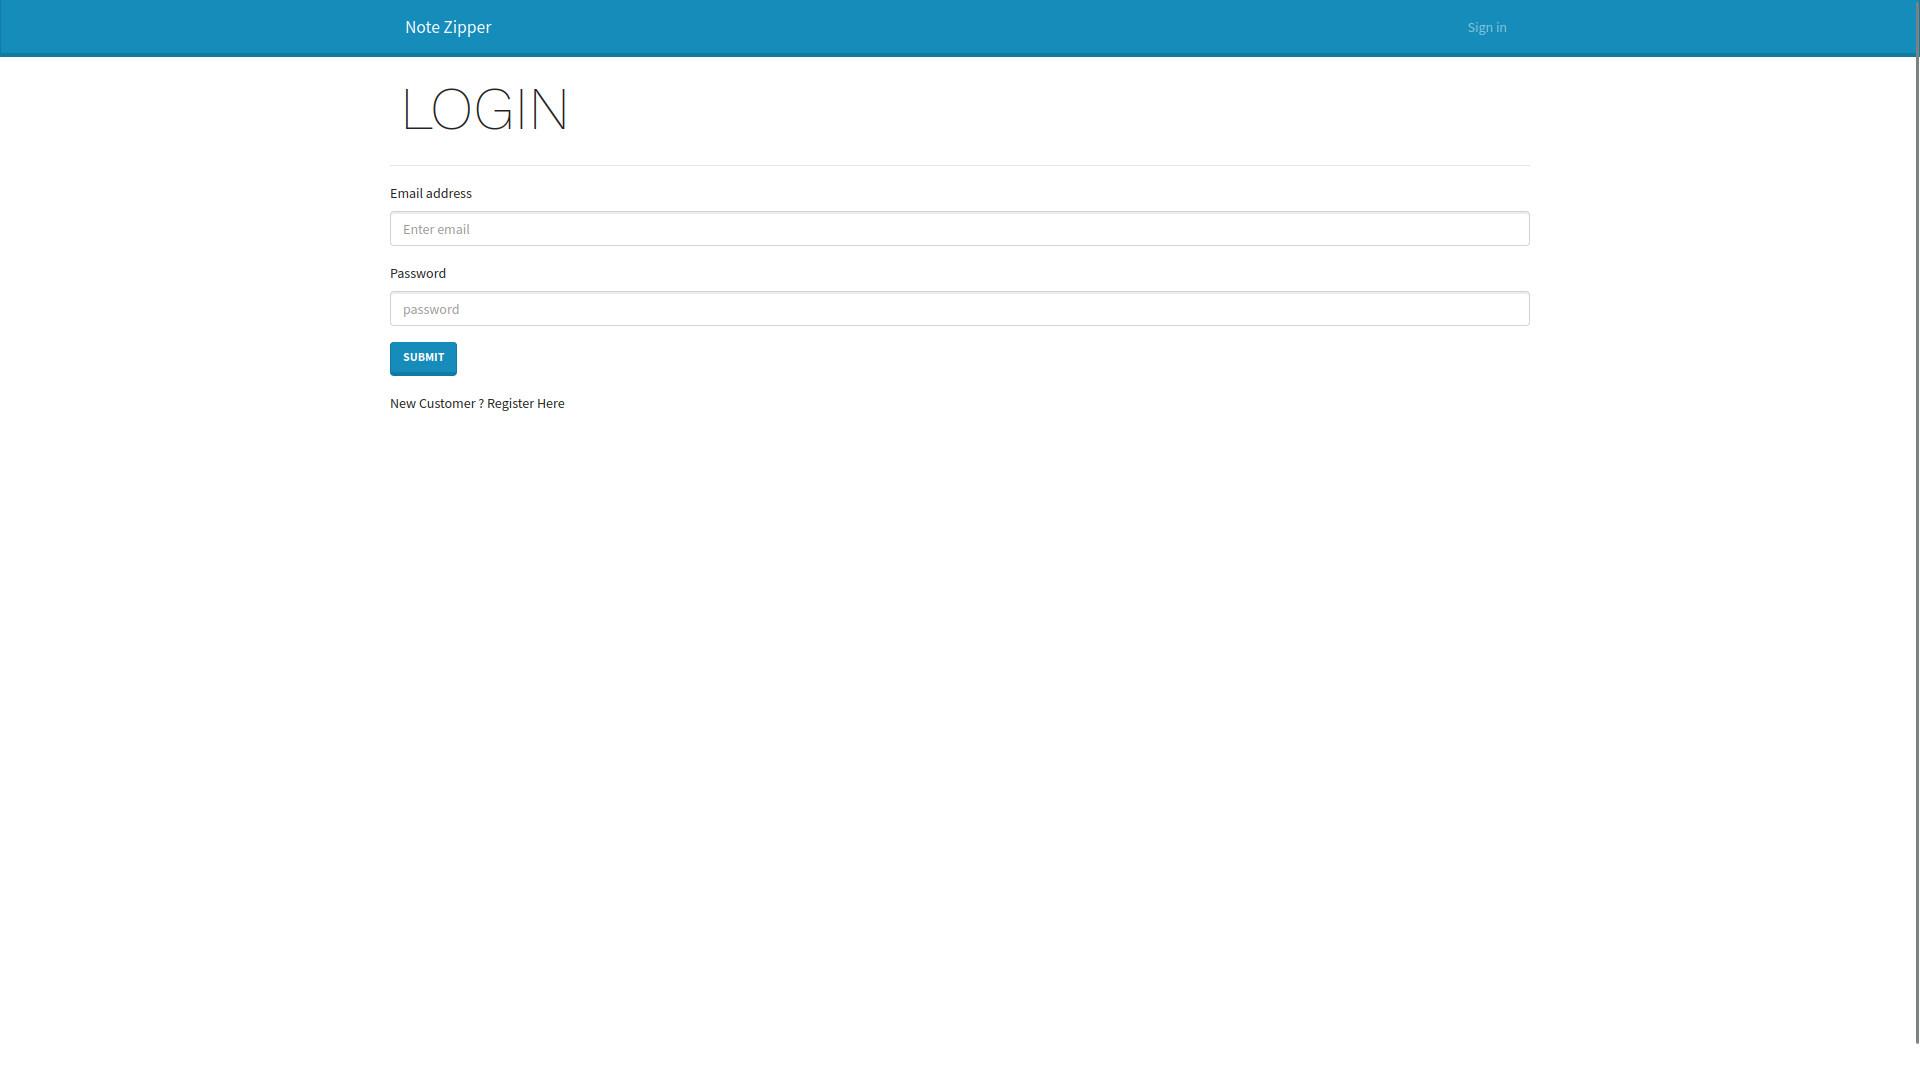 Note Zipper
Sign in
LOGIN
Email address
Enter email
Password
password
SUBMIT
New Customer ? Register Here